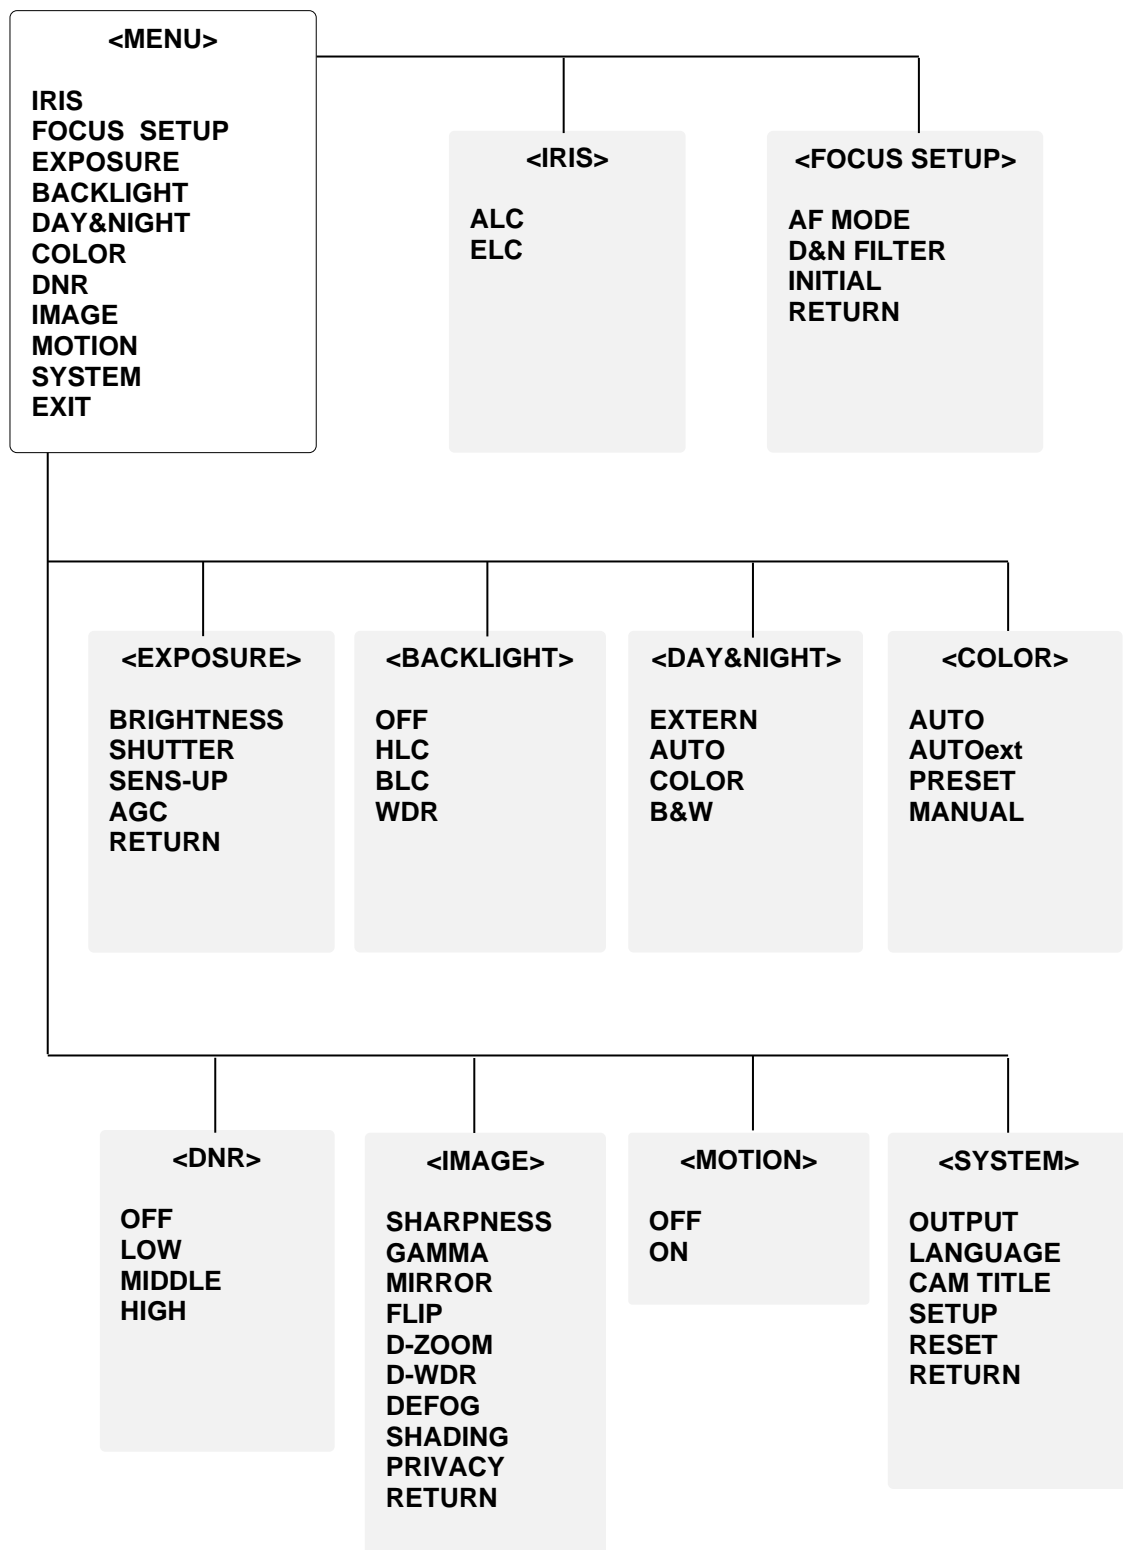 <MENU>
IRIS
FOCUS SETUP
EXPOSURE
BACKLIGHT
DAY&NIGHT
COLOR
DNR
IMAGE
MOTION
SYSTEM
EXIT
<IRIS>
ALC
ELC
<FOCUS SETUP>
AF MODE
D&N FILTER
INITIAL
RETURN
<EXPOSURE>
BRIGHTNESS
SHUTTER
SENS-UP
AGC
RETURN
<BACKLIGHT>
OFF
HLC
BLC
WDR
<DAY&NIGHT>
EXTERN
AUTO
COLOR
B&W
<COLOR>
AUTO
AUTOext
PRESET
MANUAL
<DNR>
OFF
LOW
MIDDLE
HIGH
<IMAGE>
SHARPNESS
GAMMA
MIRROR
FLIP
D-ZOOM
D-WDR
DEFOG
SHADING
PRIVACY
RETURN
<MOTION>
OFF
ON
<SYSTEM>
OUTPUT
LANGUAGE
CAM TITLE
SETUP
RESET
RETURN